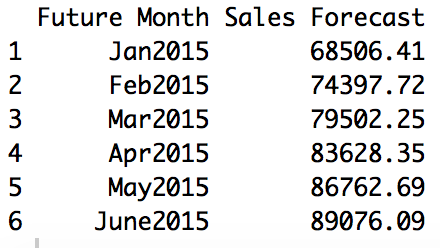 Future Month Sales Forecast
1 Jan2015 68506.41
2 Feb2015 74397.72
3 Mar2015 79502.25
4 Apr2015 83628.35
5 May2015 86762.69
6 June2015 89076.09